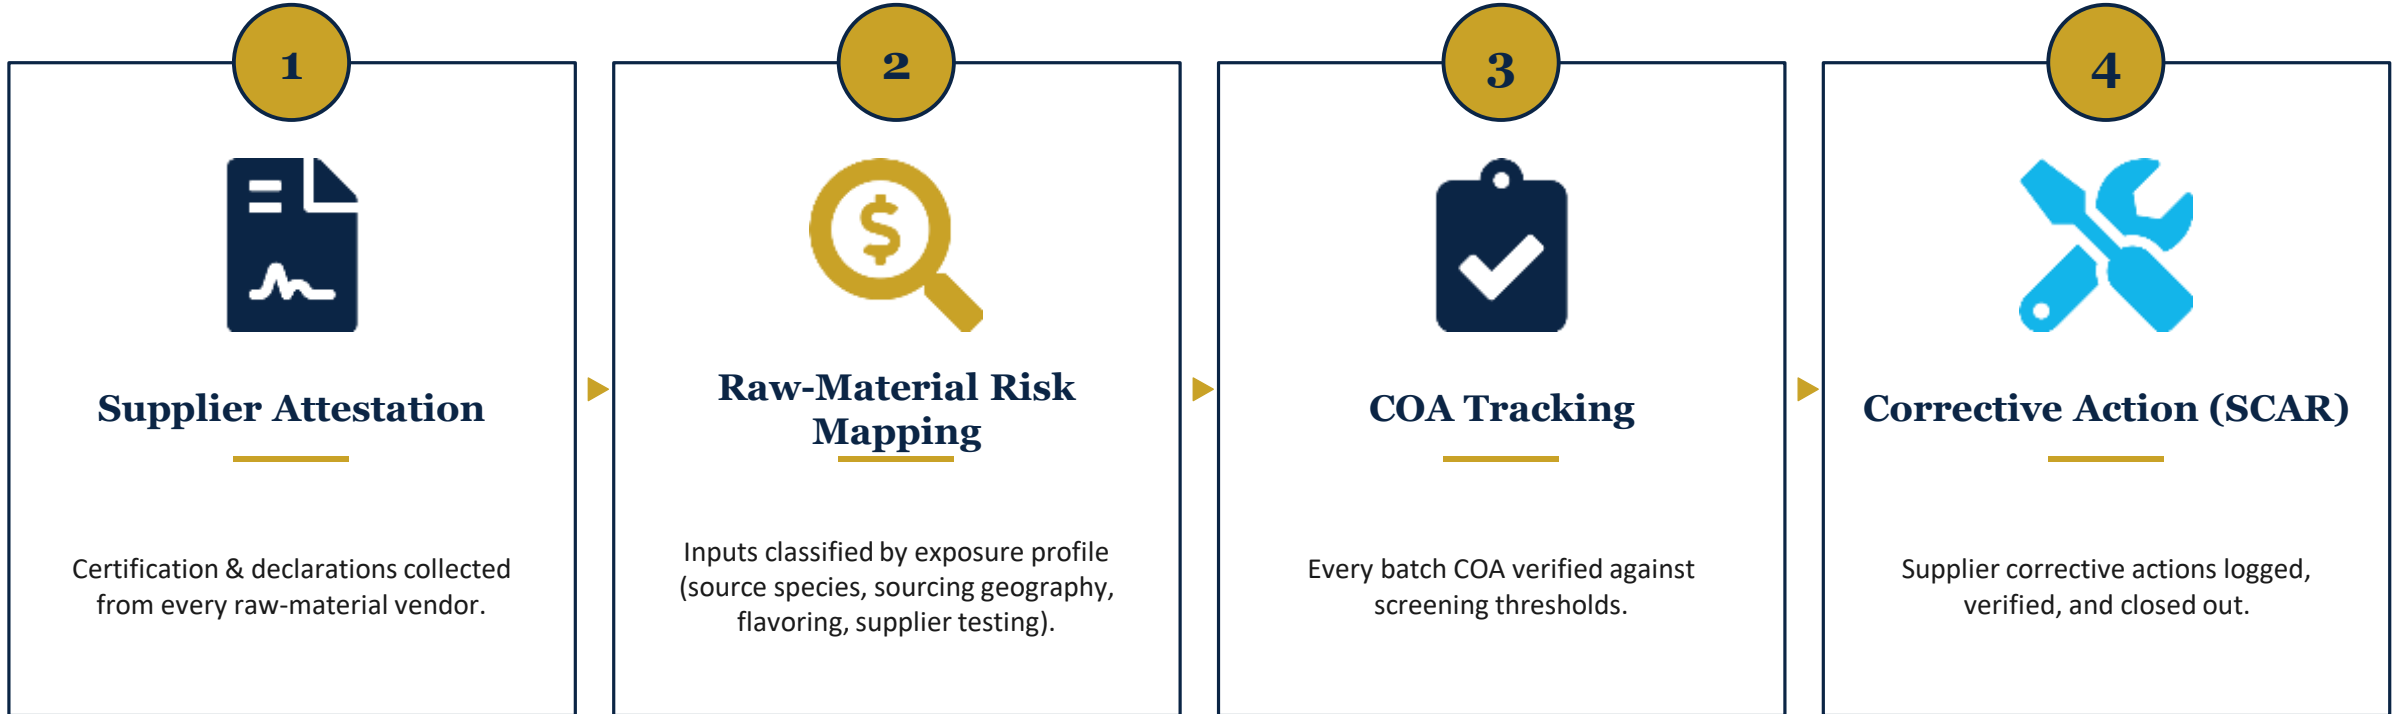 1
Supplier Attestation
Certification & declarations collected
from every raw-material vendor.
2
$
Raw-Material Risk
Mapping
Inputs classified by exposure profile
(source species, sourcing geography,
flavoring, supplier testing).
3
COA Tracking
Every batch COA verified against
screening thresholds.
4
Corrective Action (SCAR)
Supplier corrective actions logged,
verified, and closed out.